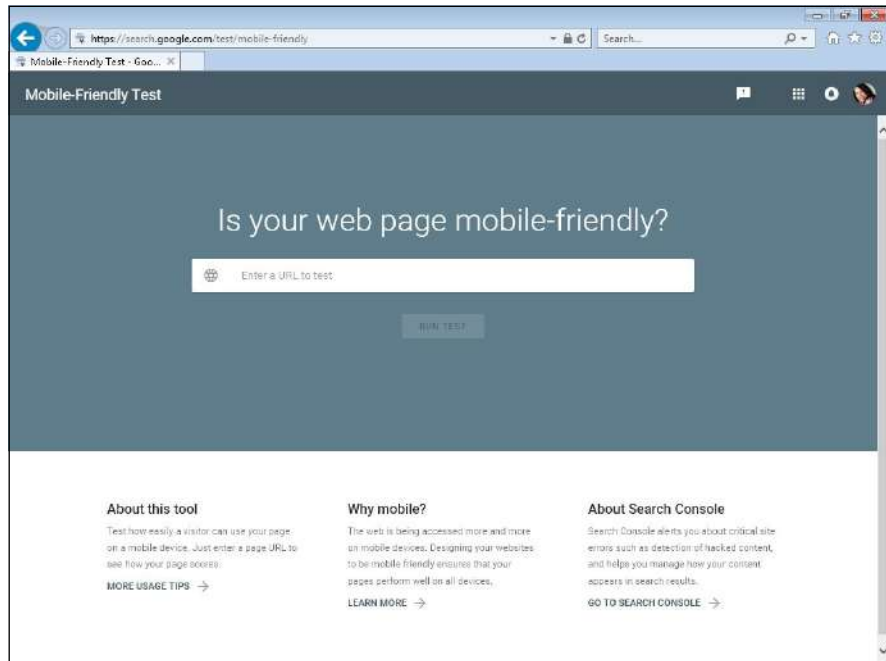 https://search.google.com/test/mobile-friendly
Search...
Mobile-Friendly Test - Goo...
Mobile-Friendly Test
Is your web page mobile-friendly?
Enter a URL to test
RUN TEST
About this tool
Test how easily a visitor can use your page
on a mobile device. Just enter a page URL to
see how your page scores.
MORE USAGE TIPS
Why mobile?
The web is being accessed more and more
on mobile devices. Designing your websites
to be mobile friendly ensures that your
pages perform well on all devices.
LEARN MORE
About Search Console
Search Console alerts you about critical site
errors such as detection of hacked content,
and helps you manage how your content
appears in search results.
GO TO SEARCH CONSOLE